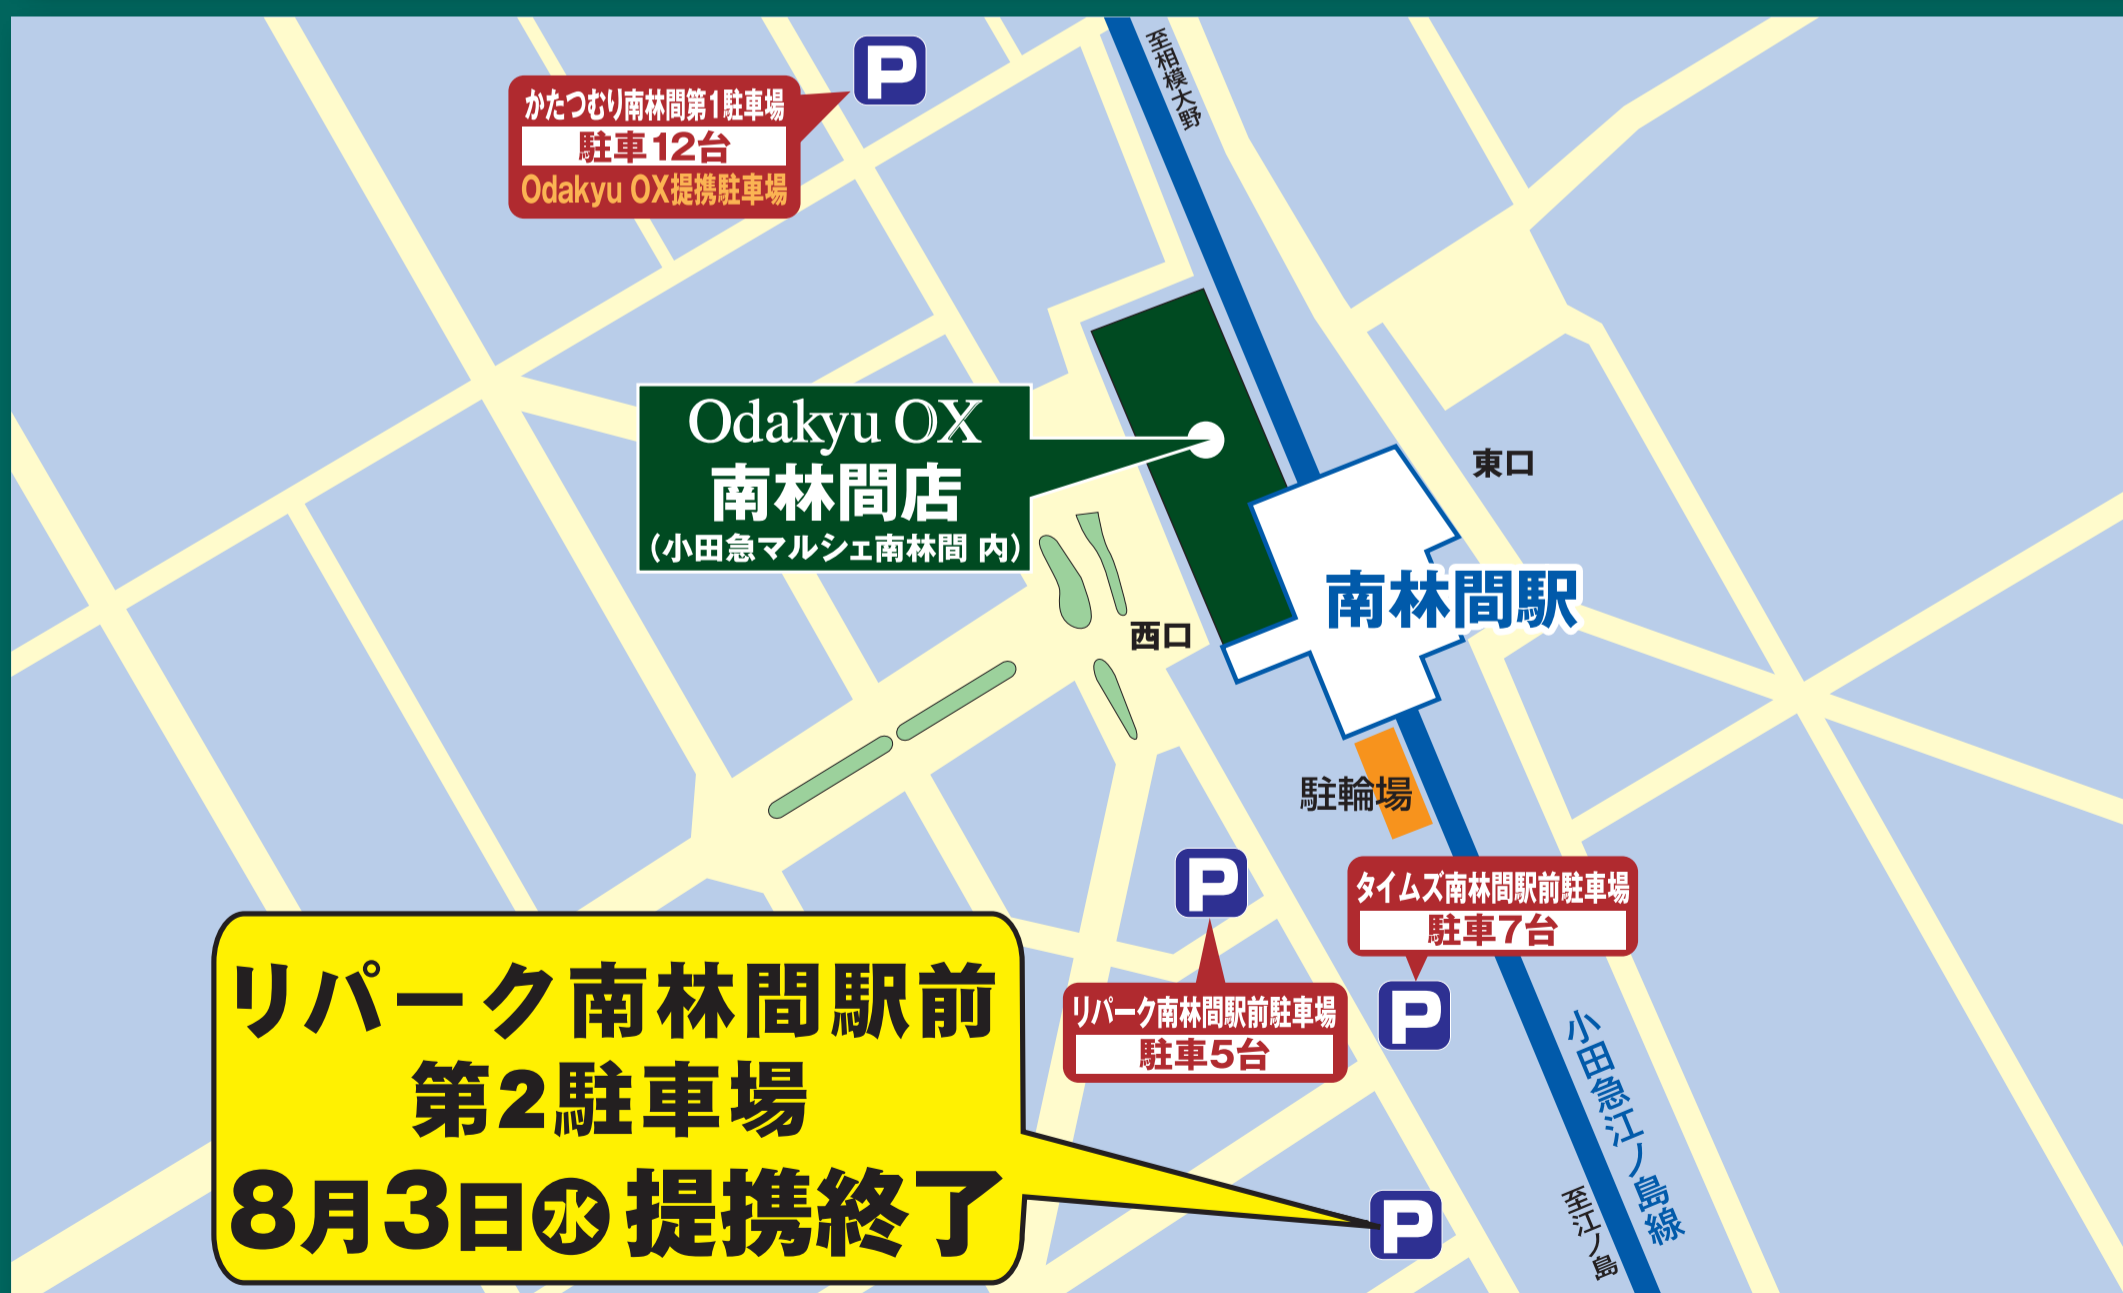 至相模大野
かたつむり南林間第1駐車場
駐車12台
Odakyu OX提携駐車場
P
Odakyu OX
南林間店
(小田急マルシェ南林間 内)
東口
南林間駅
西口
駐輪場
P
タイムズ南林間駅前駐車場
駐車7台
P
リパーク南林間駅前駐車場
駐車5台
リパーク南林間駅前
第2駐車場
8月3日㊌提携終了
P
小田急江ノ島線
至江ノ島